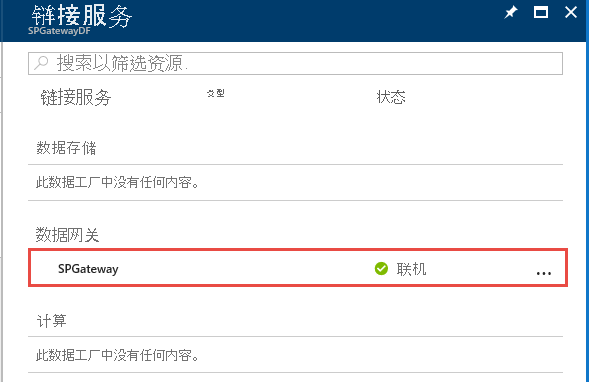 链接服务
SPGatewayDF
搜索以筛选资源.
链接服务 类型 状态
数据存储
此数据工厂中没有任何内容。
数据网关
SPGateway 联机 ...
计算
此数据工厂中没有任何内容。